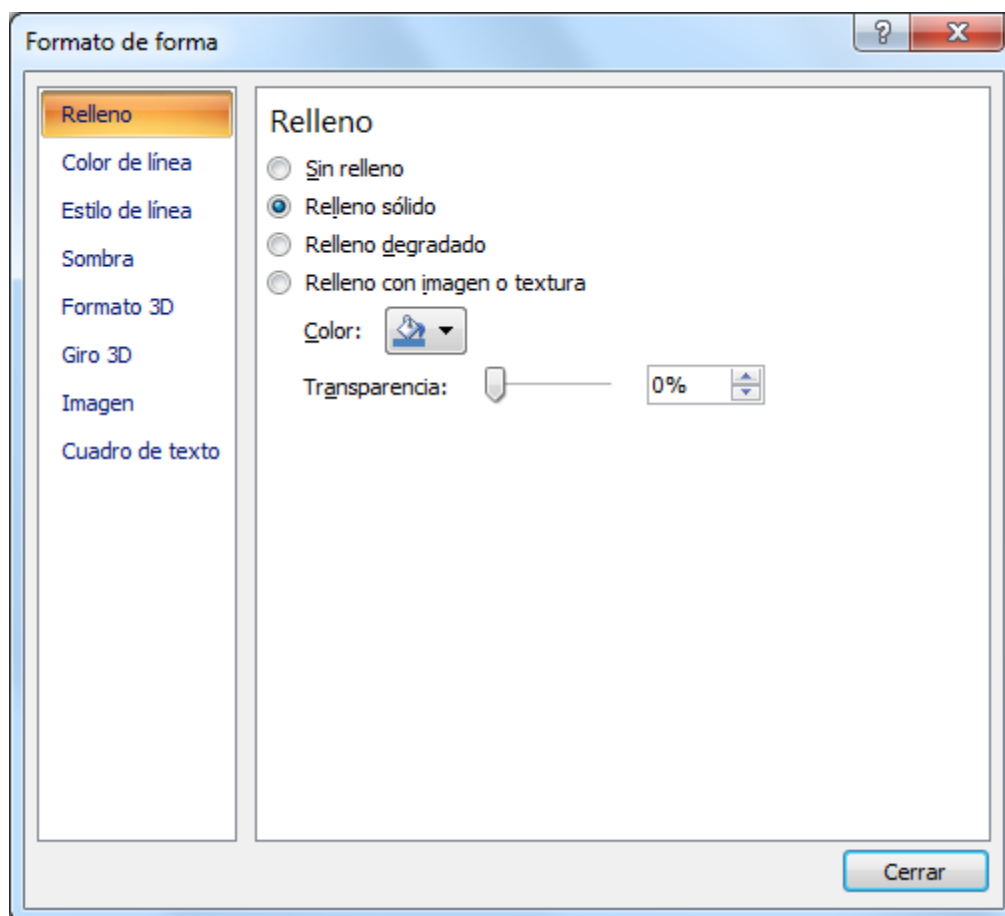 Formato de forma
Relleno
Color de línea
Estilo de línea
Sombra
Formato 3D
Giro 3D
Imagen
Cuadro de texto
Relleno
Sin relleno
Relleno sólido
Relleno degradado
Relleno con imagen o textura
Color:
Transparencia: 0%
Cerrar